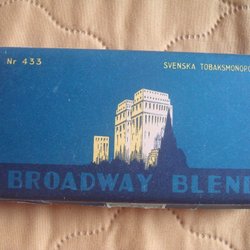 Nr 433 SVENSKA TOBAKSMONOPO
BROADWAY BLEN